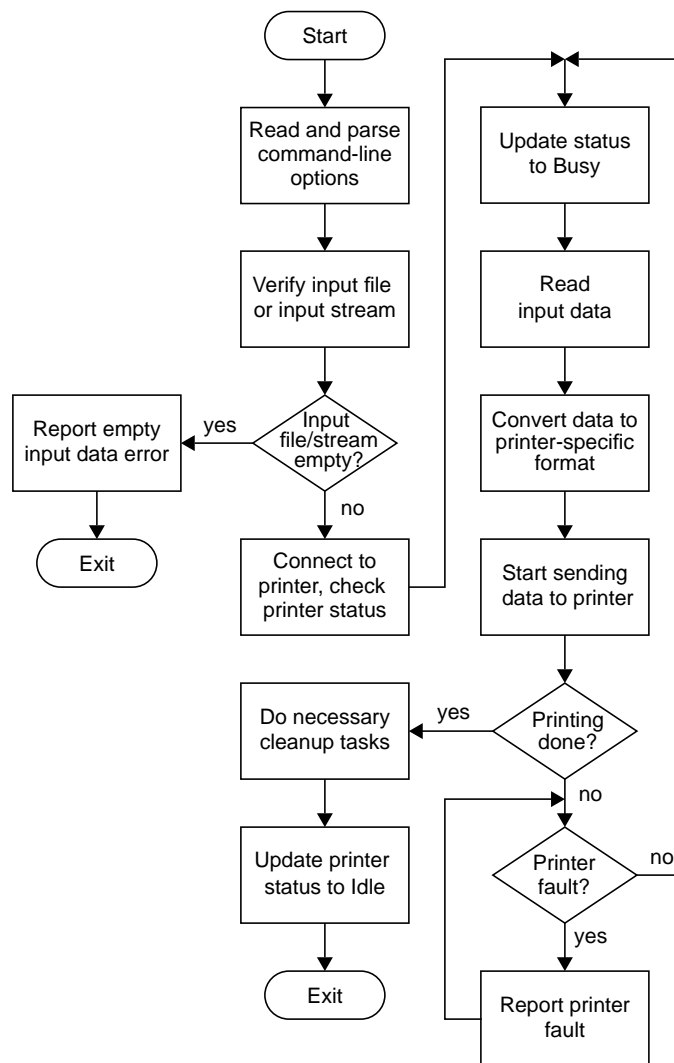 Start
Read and parse
command-line
options
Verify input file
or input stream
Input
file/stream
empty?
yes
Report empty
input data error
Exit
no
Connect to
printer, check
printer status
Update status
to Busy
Read
input data
Convert data to
printer-specific
format
Start sending
data to printer
Printing
done?
yes
Do necessary
cleanup tasks
Update printer
status to Idle
Exit
no
Printer
fault?
no
yes
Report printer
fault